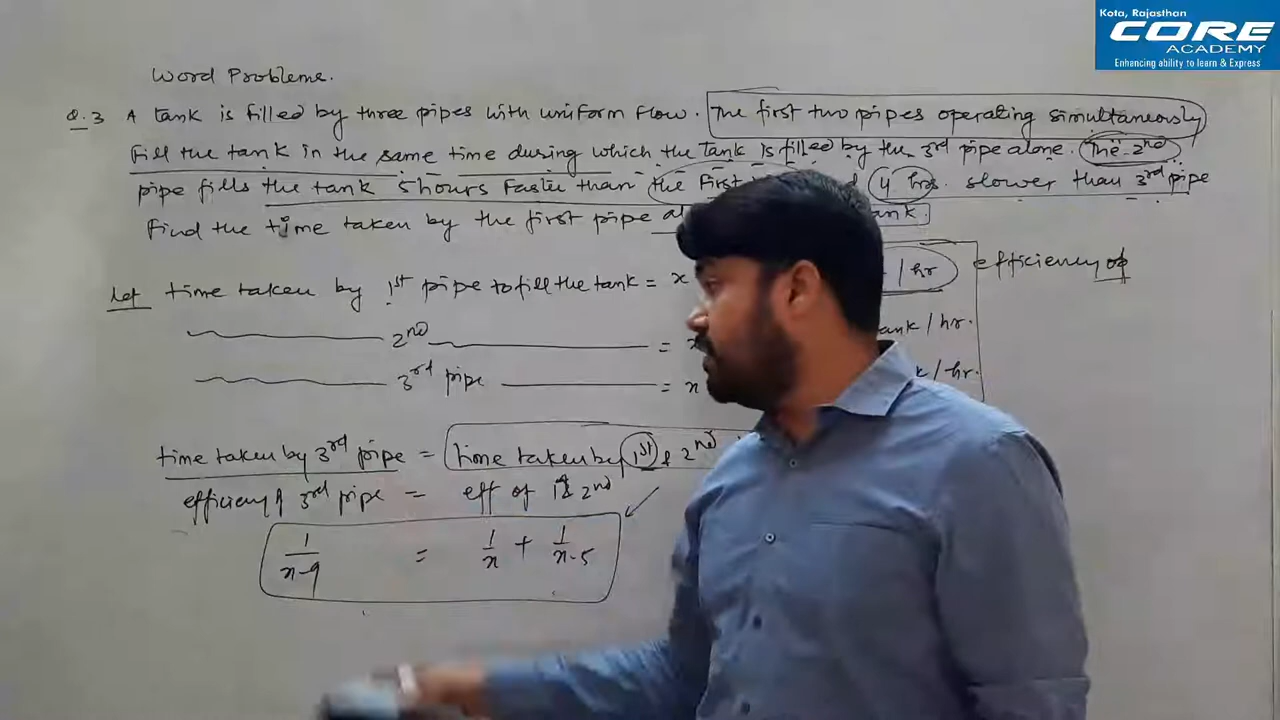 Kota, Rajasthan
CORE
ACADEMY
Enhancing ability to learn & Express
Word Probleme.
Q.3 A tank is filled by three pipes with uniform flow. The first two pipes operating simultaneously
fill the tank in the same time during which the tank is filled by the 3rd pipe alone. The 2nd
pipe fills the tank 5 hours faster than the first 4 hrs. slower than 3rd pipe
Find the time taken by the first pipe tank.
Let time taken by 1st pipe to fill the tank = x / hr efficiency of
2nd = tank / hr.
3rd pipe = x / hr.
time taken by 3rd pipe = time taken by 1st & 2nd
efficiency of 3rd pipe = eff of 1st & 2nd
1/(x-9) = 1/x + 1/(x-5)